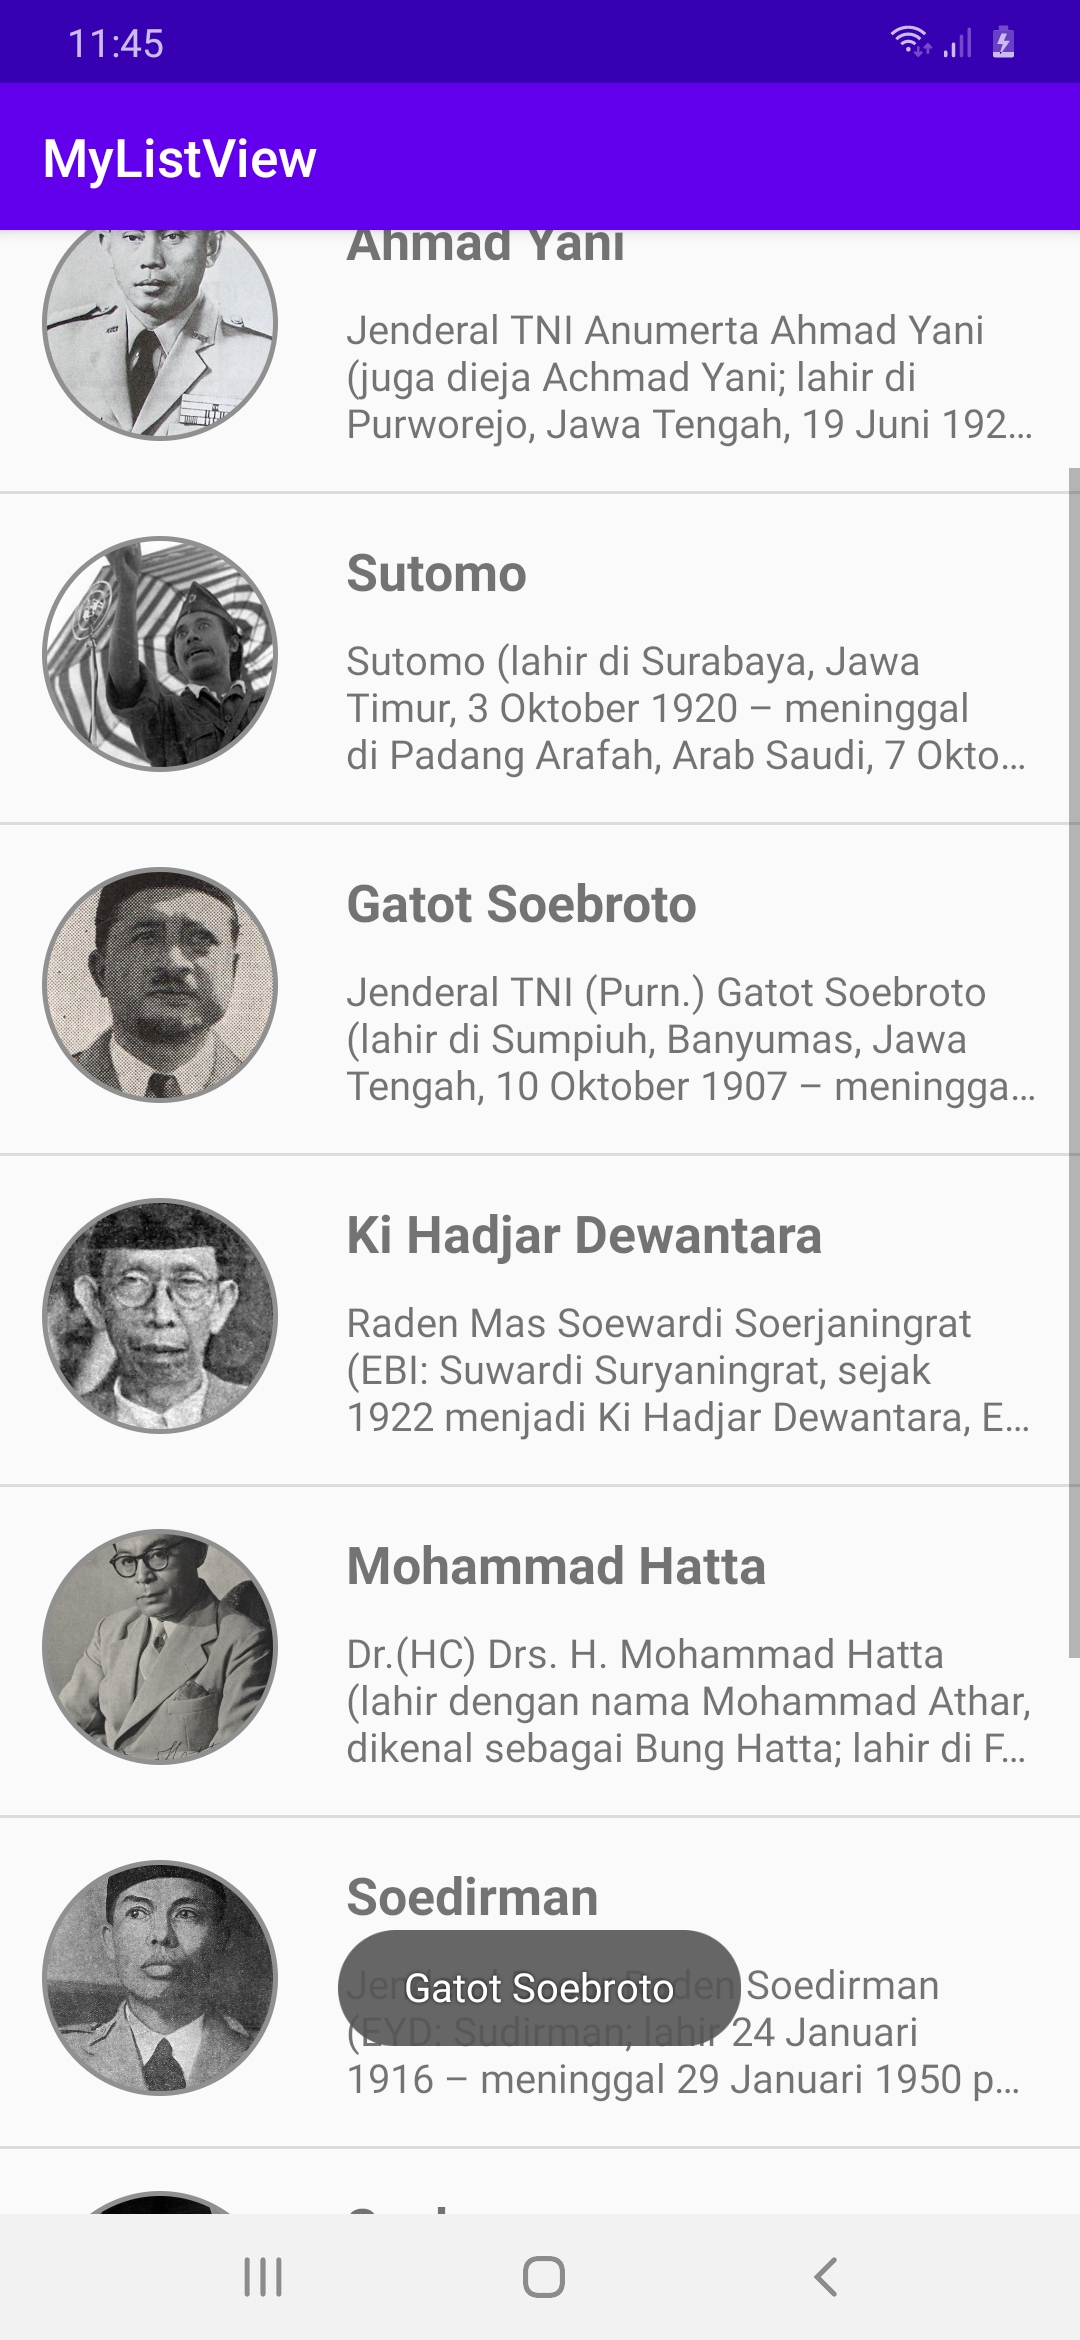 11:45
MyListView
Ahmad Yani
Jenderal TNI Anumerta Ahmad Yani
(juga dieja Achmad Yani; lahir di
Purworejo, Jawa Tengah, 19 Juni 192…
Sutomo
Sutomo (lahir di Surabaya, Jawa
Timur, 3 Oktober 1920 – meninggal
di Padang Arafah, Arab Saudi, 7 Okto…
Gatot Soebroto
Jenderal TNI (Purn.) Gatot Soebroto
(lahir di Sumpiuh, Banyumas, Jawa
Tengah, 10 Oktober 1907 – meningga…
Ki Hadjar Dewantara
Raden Mas Soewardi Soerjaningrat
(EBI: Suwardi Suryaningrat, sejak
1922 menjadi Ki Hadjar Dewantara, E…
Mohammad Hatta
Dr.(HC) Drs. H. Mohammad Hatta
(lahir dengan nama Mohammad Athar,
dikenal sebagai Bung Hatta; lahir di F…
Soedirman
Soedirman
Gatot Soebroto
(EYD: Sudirman; lahir 24 Januari
1916 – meninggal 29 Januari 1950 p…